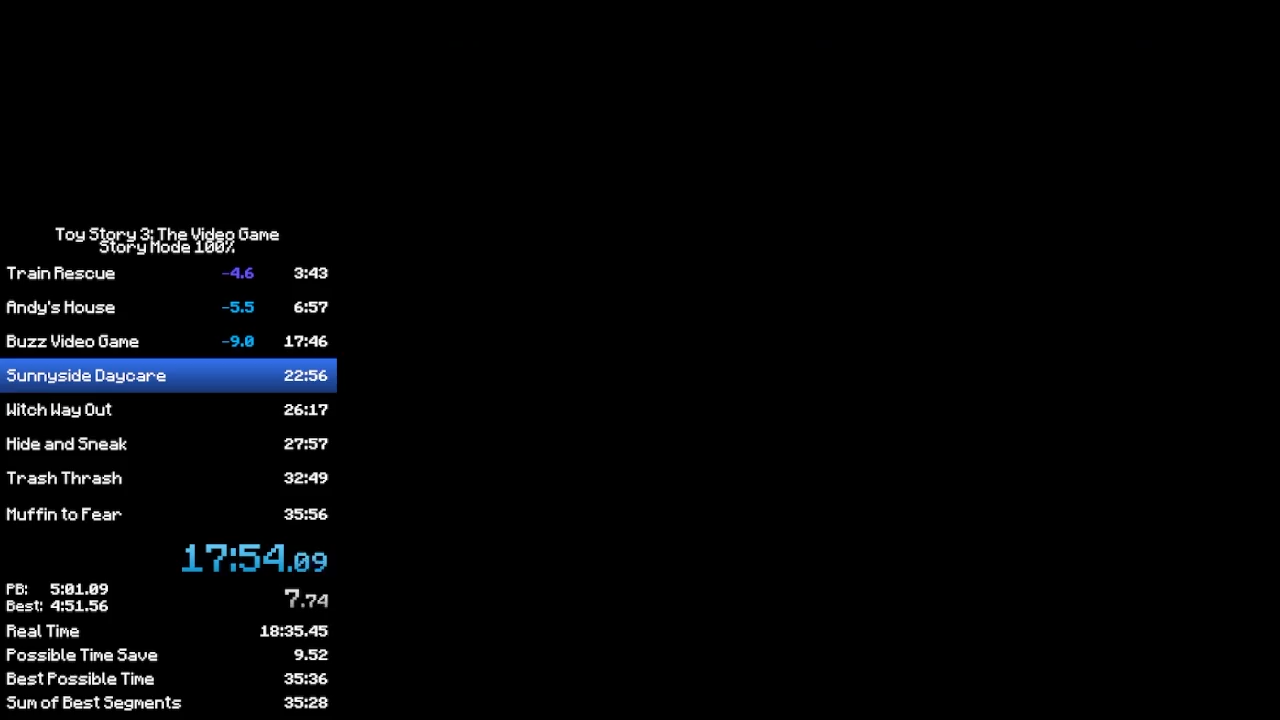 Toy Story 3: The Video Game
Story Mode 100%
Train Rescue -4.6 3:43
Andy's House -5.5 6:57
Buzz Video Game -9.0 17:46
Sunnyside Daycare 22:56
Witch Way Out 26:17
Hide and Sneak 27:57
Trash Thrash 32:49
Muffin to Fear 35:56
17:54.09
PB: 5:01.09
Best: 4:51.56
7.74
Real Time 18:35.45
Possible Time Save 9.52
Best Possible Time 35:36
Sum of Best Segments 35:28